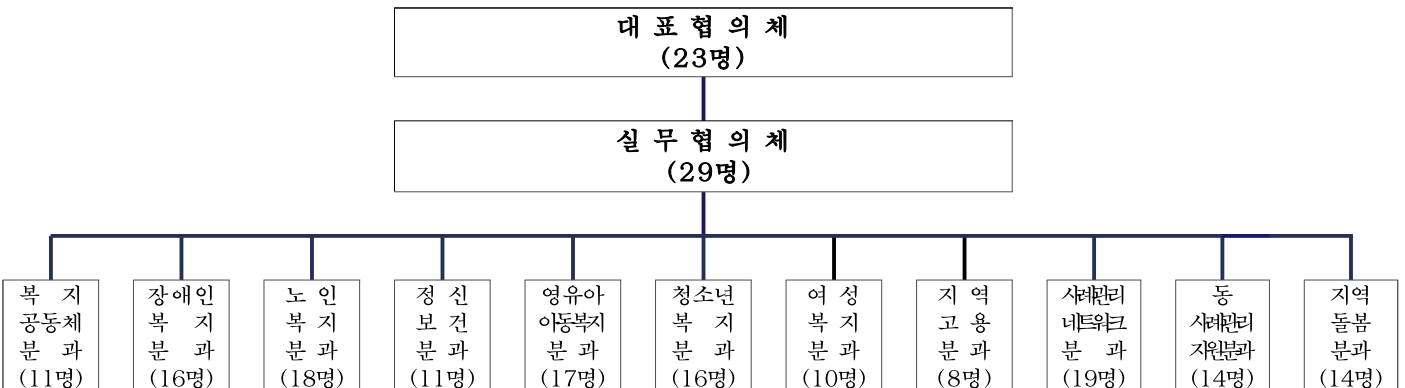 대 표 협 의 체
(23명)
실 무 협 의 체
(29명)
복 지
공동체
분 과
(11명)
장애인
복 지
분 과
(16명)
노 인
복 지
분 과
(18명)
정 신
보 건
분 과
(11명)
영유아
아동복지
분 과
(17명)
청소년
복 지
분 과
(16명)
여 성
복 지
분 과
(10명)
지 역
고 용
분 과
(8명)
사례관리
네트워크
분 과
(19명)
동
사례관리
지원분과
(14명)
지역
돌봄
분과
(14명)